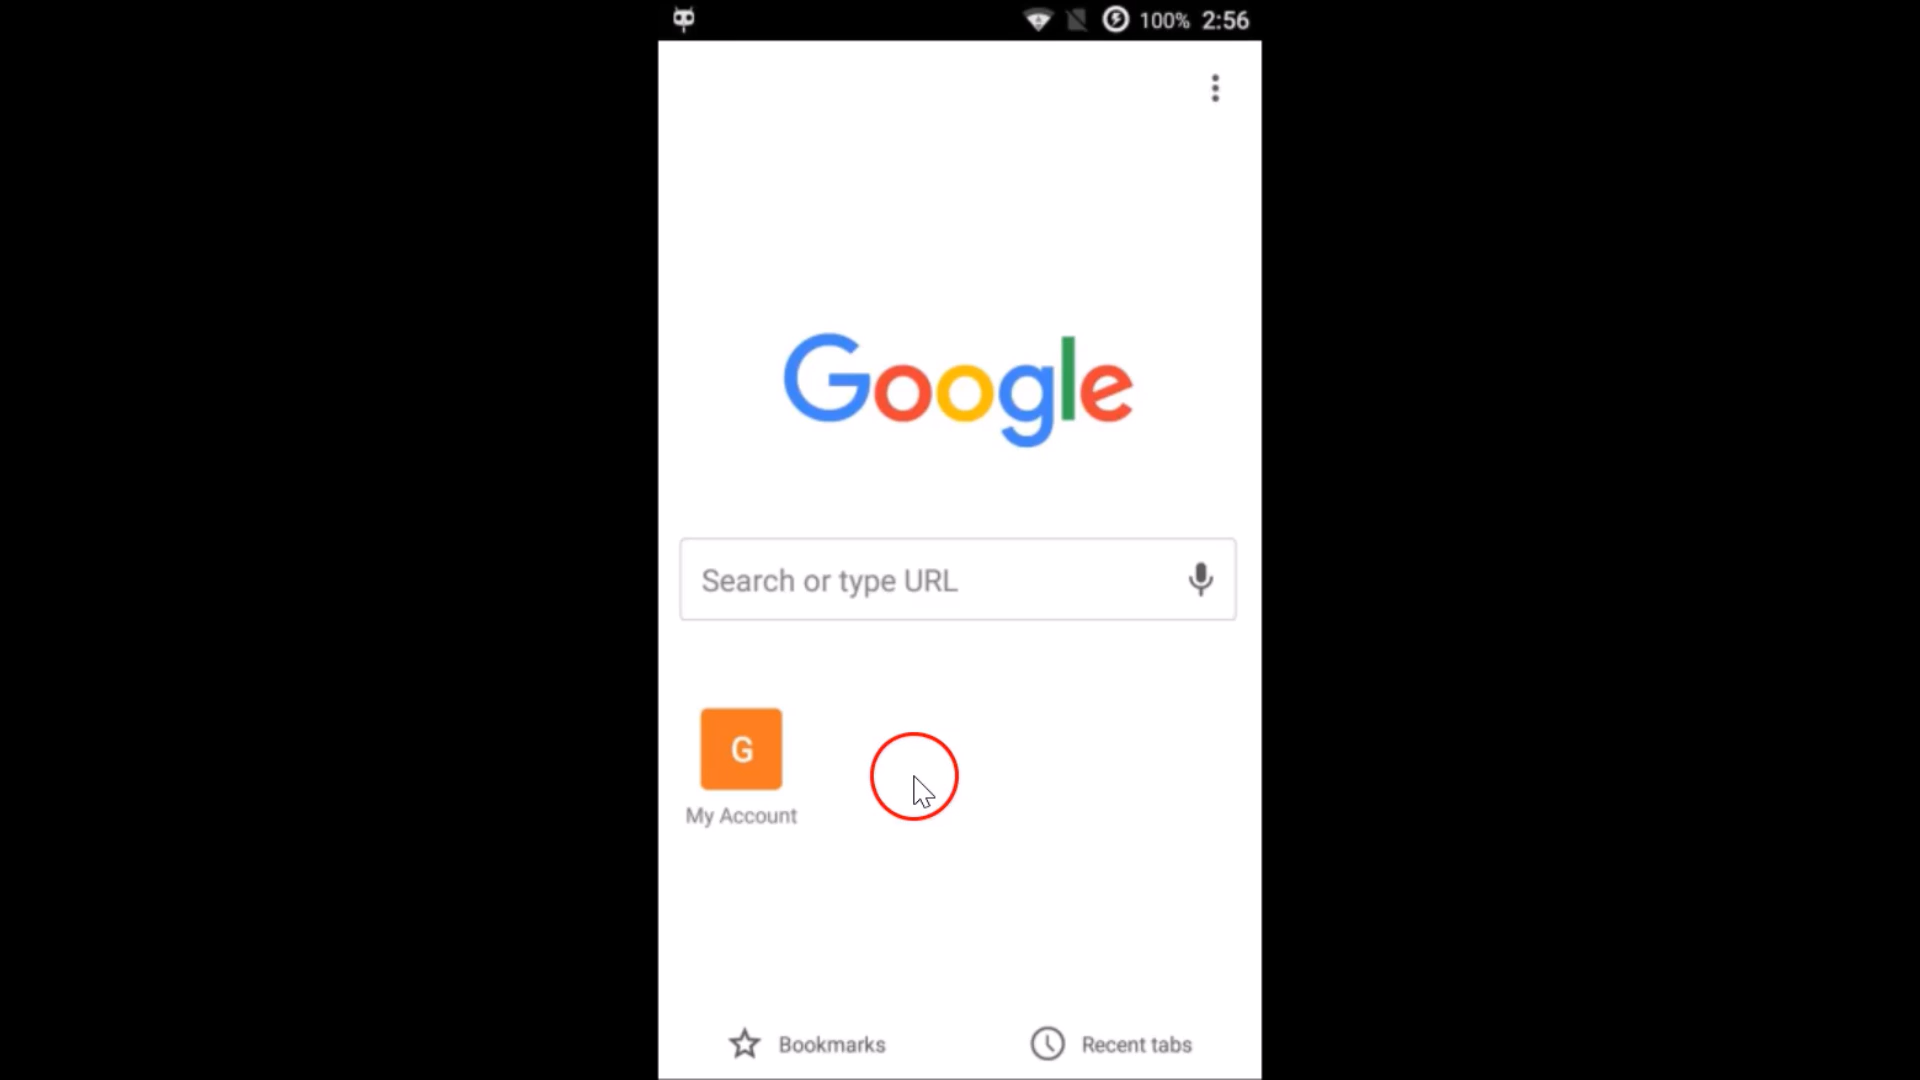 100% 2:56
Google
Search or type URL
G
My Account
Bookmarks Recent tabs